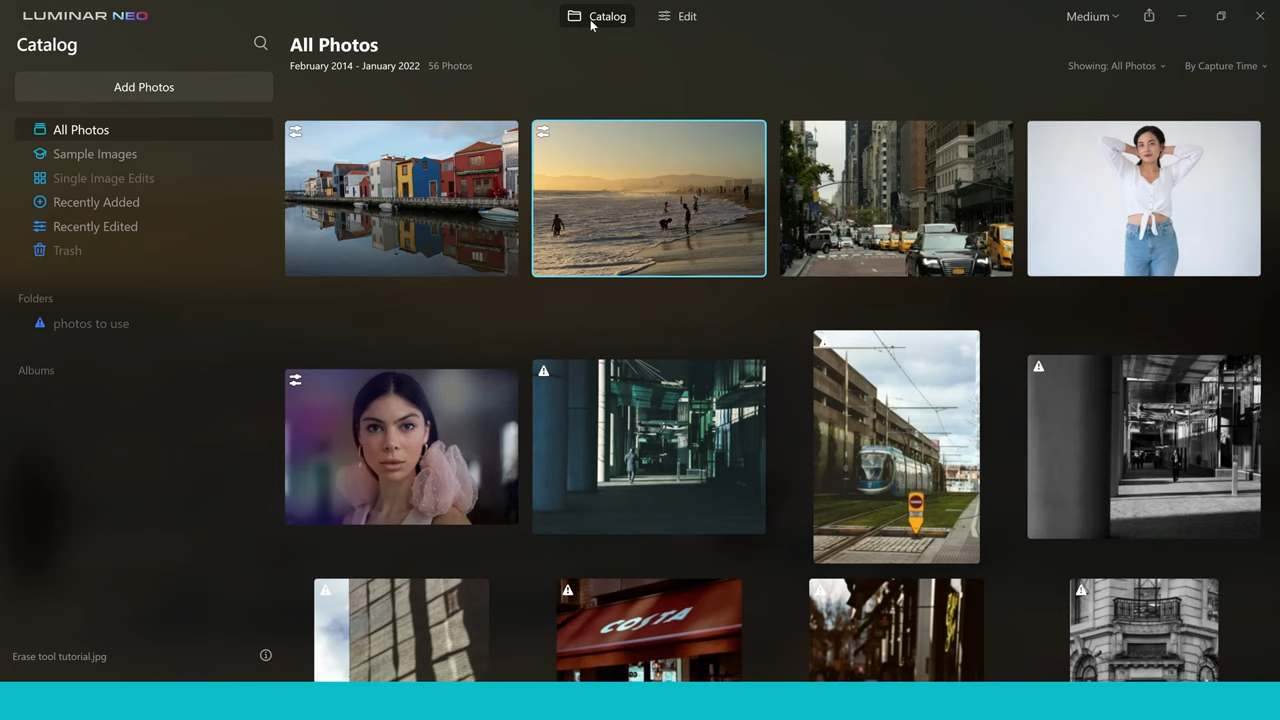 LUMINAR NEO
Catalog
Edit
Medium
Catalog
Add Photos
All Photos
Sample Images
Single Image Edits
Recently Added
Recently Edited
Trash
Folders
photos to use
Albums
Erase tool tutorial.jpg
All Photos
February 2014 - January 2022 56 Photos
Showing: All Photos
By Capture Time
COSTA